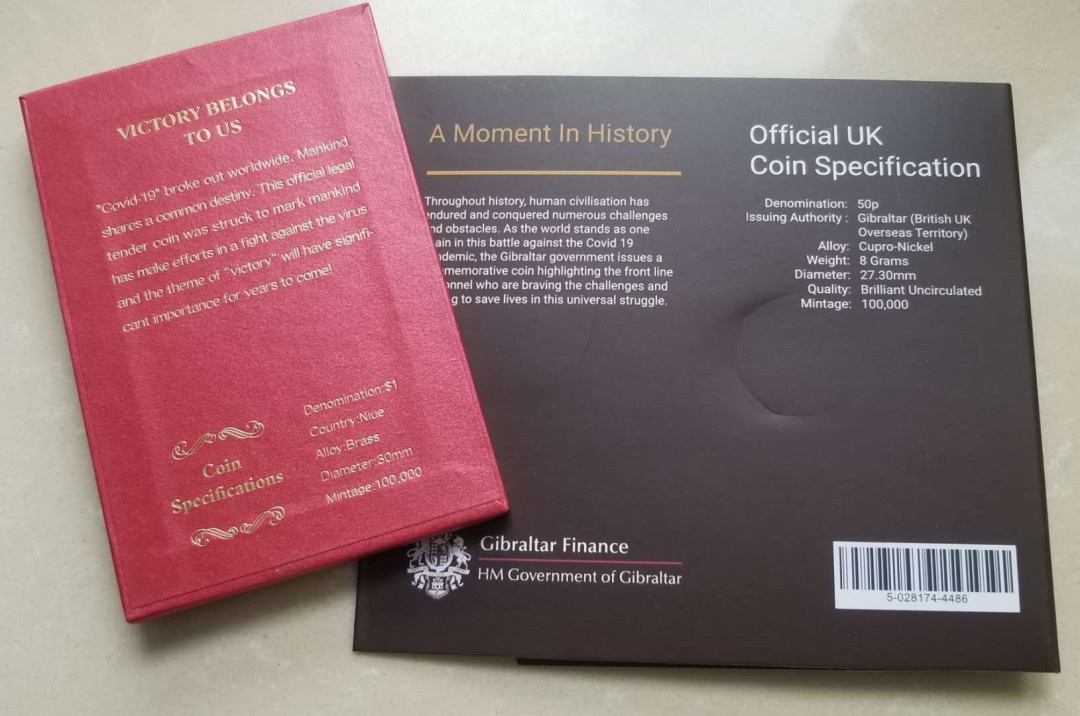 VICTORY BELONGS
TO US
"Covid-19" broke out worldwide. Mankind
shares a common destiny. This official legal
tender coin was struck to mark mankind
has make efforts in a fight against the virus
and the theme of "victory" will have signifi-
cant importance for years to come!
Coin
Specifications
Denomination:$1
Country:Niue
Alloy:Brass
Diameter:30mm
Mintage:100,000
A Moment In History
Throughout history, human civilisation has
ndured and conquered numerous challenges
nd obstacles. As the world stands as one
ain in this battle against the Covid 19
ndemic, the Gibraltar government issues a
memorative coin highlighting the front line
onnel who are braving the challenges and
g to save lives in this universal struggle.
Gibraltar Finance
HM Government of Gibraltar
Official UK
Coin Specification
Denomination: 50p
Issuing Authority : Gibraltar (British UK
Overseas Territory)
Alloy: Cupro-Nickel
Weight: 8 Grams
Diameter: 27.30mm
Quality: Brilliant Uncirculated
Mintage: 100,000
5-028174-4486